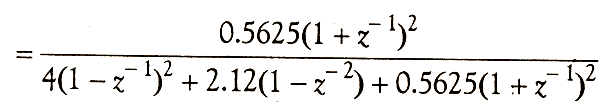 = 0.5625(1 + z⁻¹)² / 4(1 − z⁻¹)² + 2.12(1 − z⁻²) + 0.5625(1 + z⁻¹)²